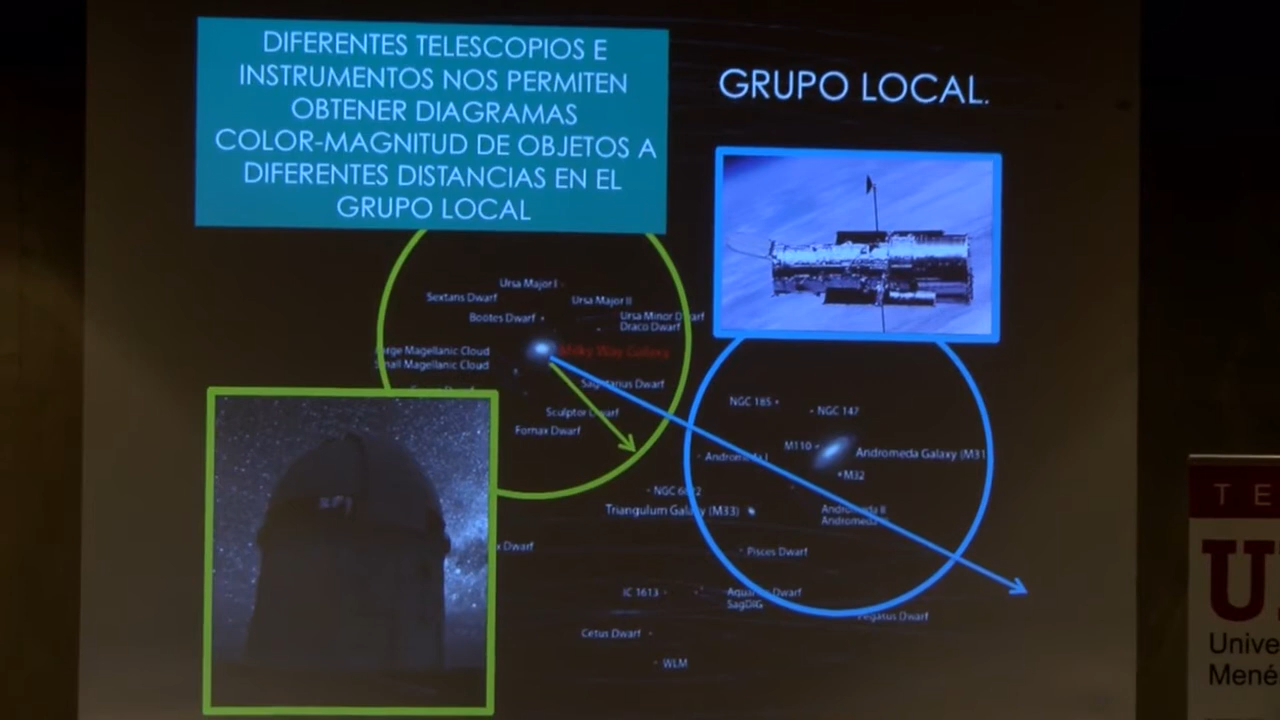 DIFERENTES TELESCOPIOS E
INSTRUMENTOS NOS PERMITEN
OBTENER DIAGRAMAS
COLOR-MAGNITUD DE OBJETOS A
DIFERENTES DISTANCIAS EN EL
GRUPO LOCAL
GRUPO LOCAL.
Ursa Major I
Sextans Dwarf
Ursa Major II
Bootes Dwarf
Ursa Minor Dwarf
Draco Dwarf
Large Magellanic Cloud
Milky Way Galaxy
Small Magellanic Cloud
Sagittarius Dwarf
Sculptor Dwarf
Fornax Dwarf
NGC 185
NGC 147
M110
Andromeda Galaxy (M31
Andromeda I
M32
Triangulum Galaxy (M33)
Andromeda II
Andromeda
x Dwarf
Pisces Dwarf
IC 1613
Aquarius Dwarf
SagDIG
Pegasus Dwarf
Cetus Dwarf
WLM
T E
U
Unive
Mené